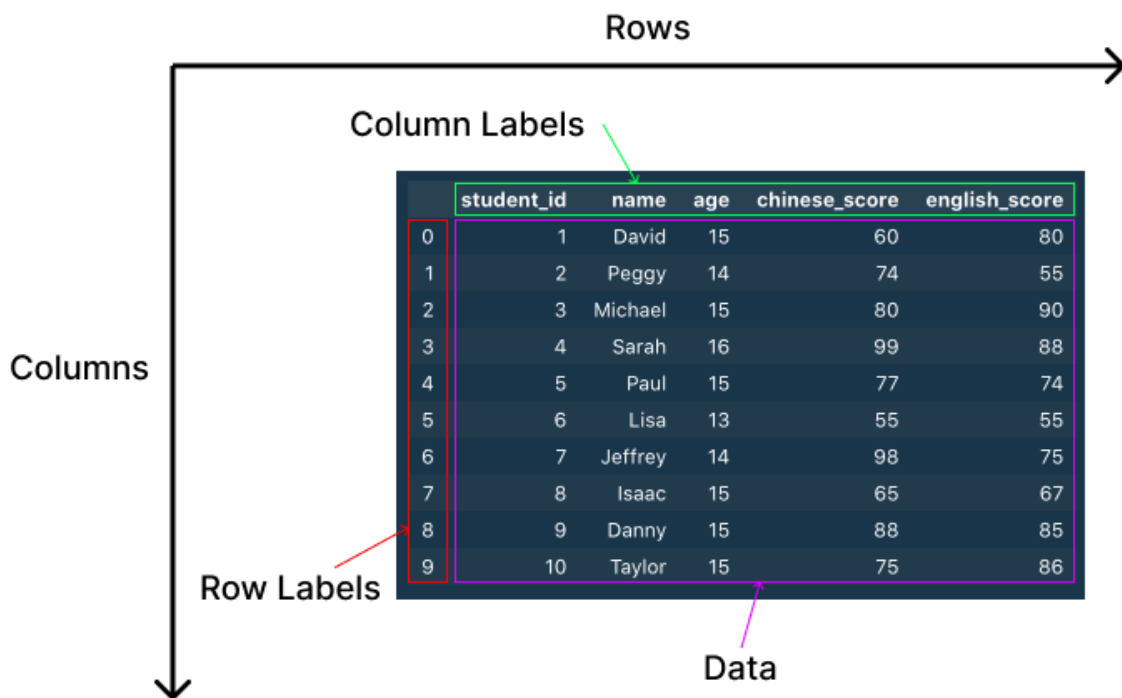 Rows
Column Labels
student_id name age chinese_score english_score
0 1 David 15 60 80
1 2 Peggy 14 74 55
2 3 Michael 15 80 90
3 4 Sarah 16 99 88
Columns
4 5 Paul 15 77 74
5 6 Lisa 13 55 55
6 7 Jeffrey 14 98 75
7 8 Isaac 15 65 67
8 9 Danny 15 88 85
9 10 Taylor 15 75 86
Row Labels
Data